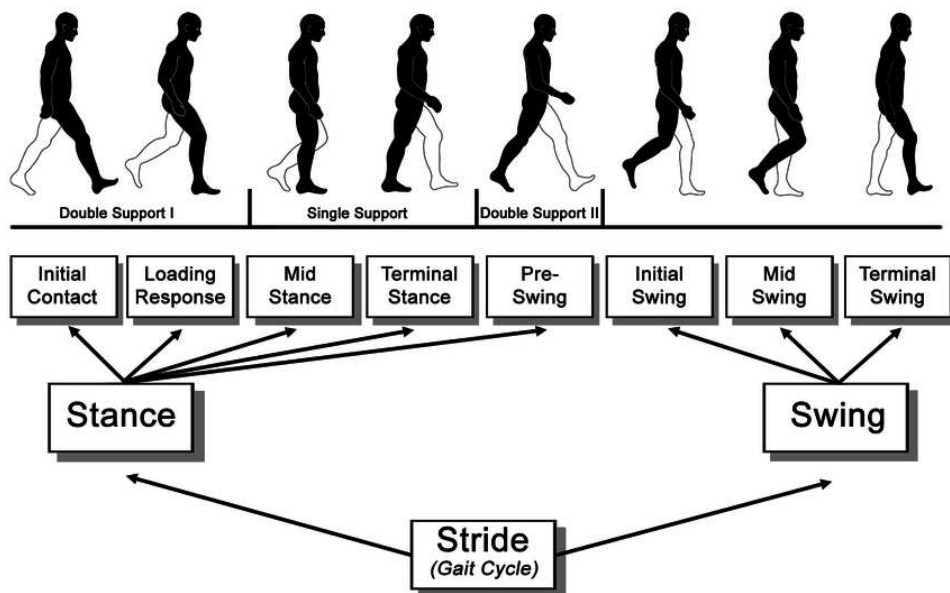 Double Support I
Single Support
Double Support II
Initial
Contact
Loading
Response
Mid
Stance
Terminal
Stance
Pre-
Swing
Initial
Swing
Mid
Swing
Terminal
Swing
Stance
Swing
Stride
(Gait Cycle)